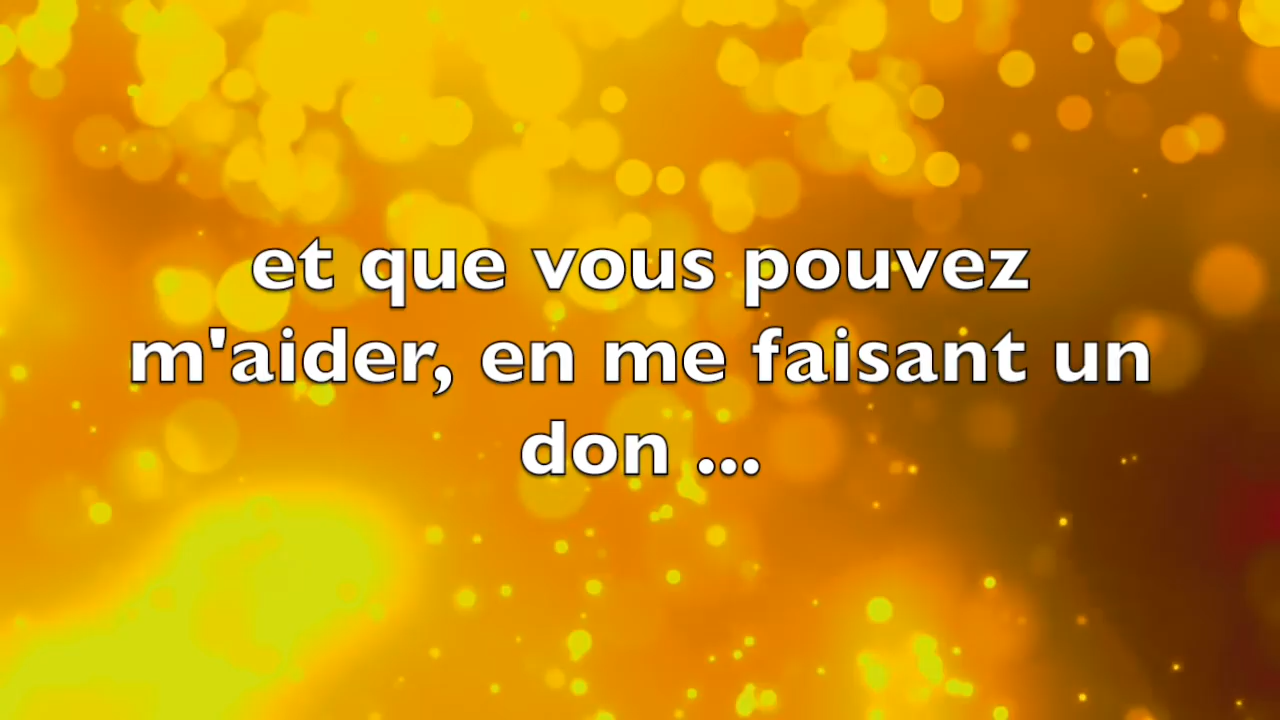 et que vous pouvez
m'aider, en me faisant un
don ...